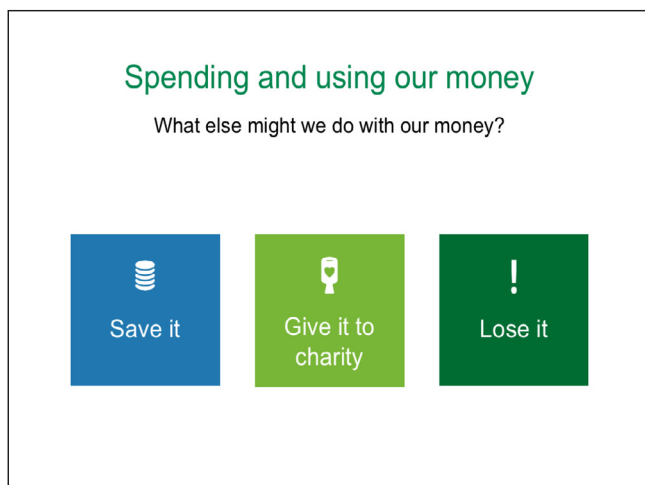 Spending and using our money
What else might we do with our money?
Save it
Give it to
charity
Lose it